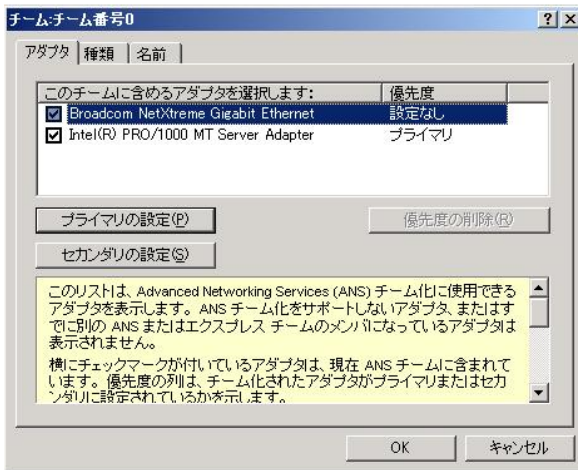 チーム:チーム番号0
アダプタ 種類 名前
このチームに含めるアダプタを選択します: 優先度
Broadcom NetXtreme Gigabit Ethernet 設定なし
Intel(R) PRO/1000 MT Server Adapter プライマリ
プライマリの設定(P) 優先度の削除(R)
セカンダリの設定(S)
このリストは、Advanced Networking Services (ANS) チーム化に使用できる
アダプタを表示します。ANS チーム化をサポートしないアダプタ、またはす
でに別の ANS またはエクスプレス チームのメンバになっているアダプタは
表示されません。
横にチェックマークが付いているアダプタは、現在 ANS チームに含まれて
います。優先度の列は、チーム化されたアダプタがプライマリまたはセカ
ンダリに設定されているかを示します。
OK キャンセル